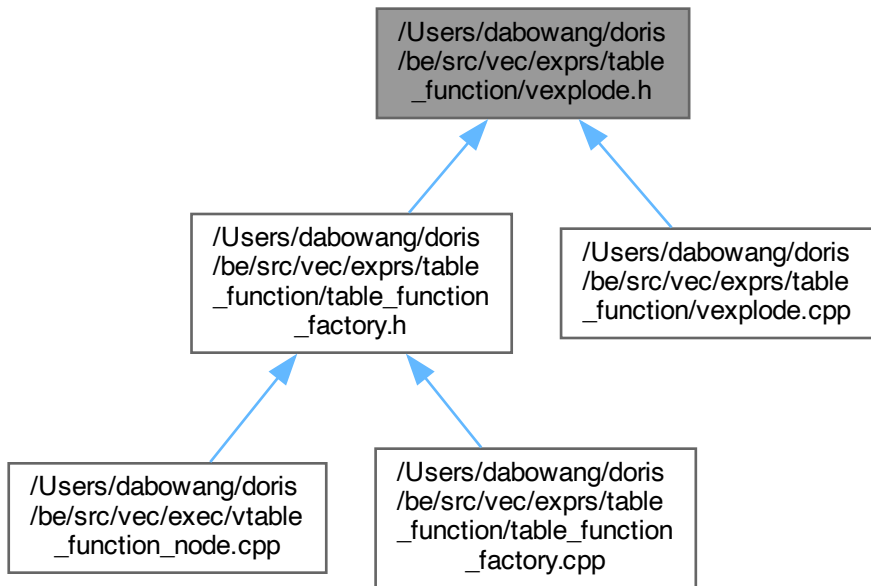 /Users/dabowang/doris
/be/src/vec/exprs/table
_function/vexplode.h
/Users/dabowang/doris
/be/src/vec/exprs/table
_function/table_function
_factory.h
/Users/dabowang/doris
/be/src/vec/exprs/table
_function/vexplode.cpp
/Users/dabowang/doris
/be/src/vec/exec/vtable
_function_node.cpp
/Users/dabowang/doris
/be/src/vec/exprs/table
_function/table_function
_factory.cpp